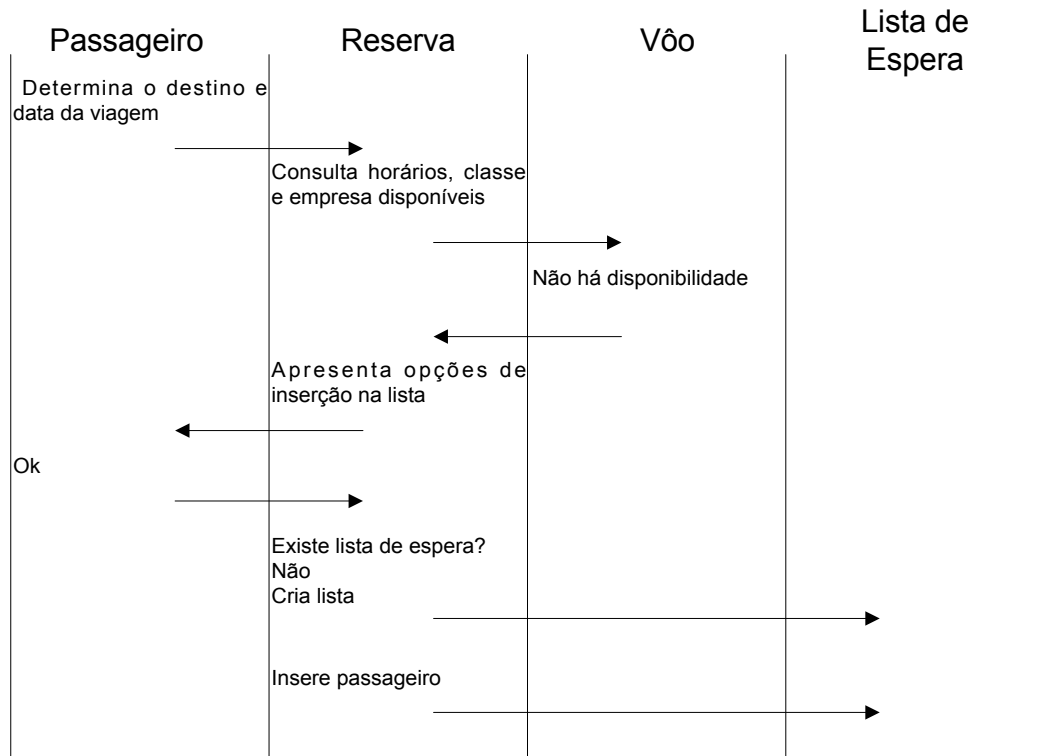 Passageiro
Reserva
Vôo
Lista de
Espera
Determina o destino e
data da viagem
Consulta horários, classe
e empresa disponíveis
Não há disponibilidade
Apresenta opções de
inserção na lista
Ok
Existe lista de espera?
Não
Cria lista
Insere passageiro